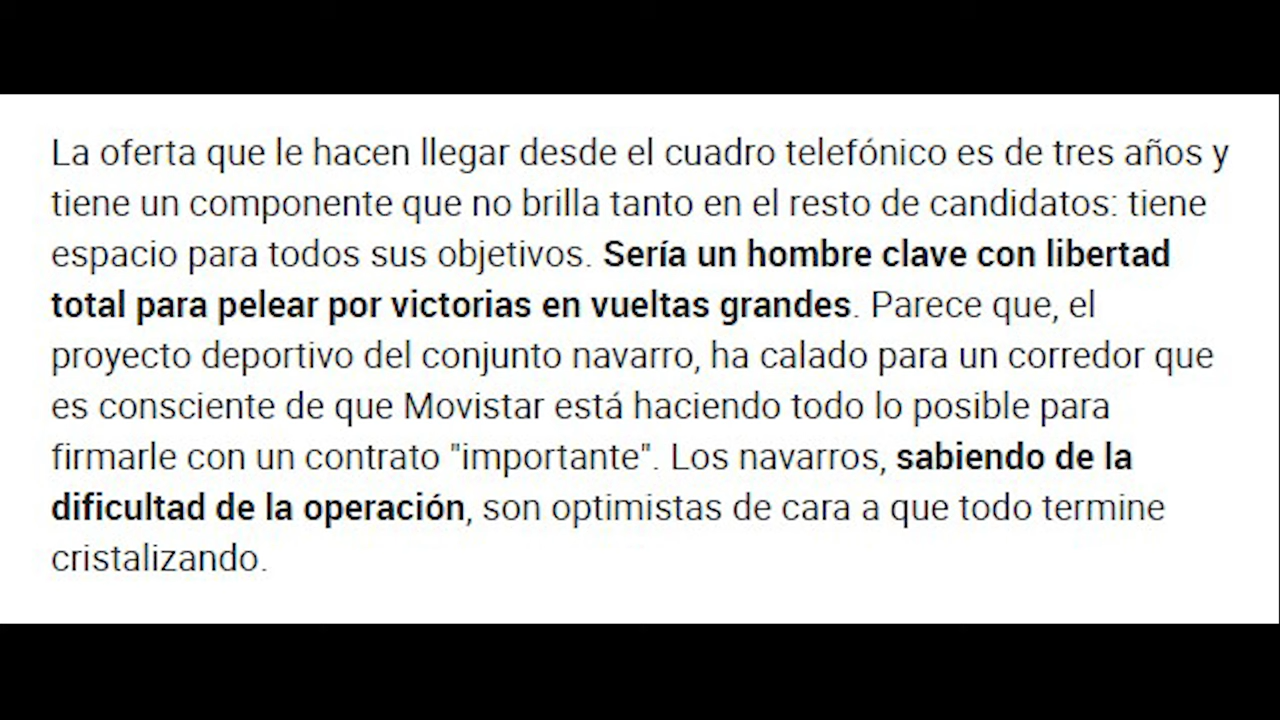 La oferta que le hacen llegar desde el cuadro telefónico es de tres años y
tiene un componente que no brilla tanto en el resto de candidatos: tiene
espacio para todos sus objetivos. Sería un hombre clave con libertad
total para pelear por victorias en vueltas grandes. Parece que, el
proyecto deportivo del conjunto navarro, ha calado para un corredor que
es consciente de que Movistar está haciendo todo lo posible para
firmarle con un contrato "importante". Los navarros, sabiendo de la
dificultad de la operación, son optimistas de cara a que todo termine
cristalizando.